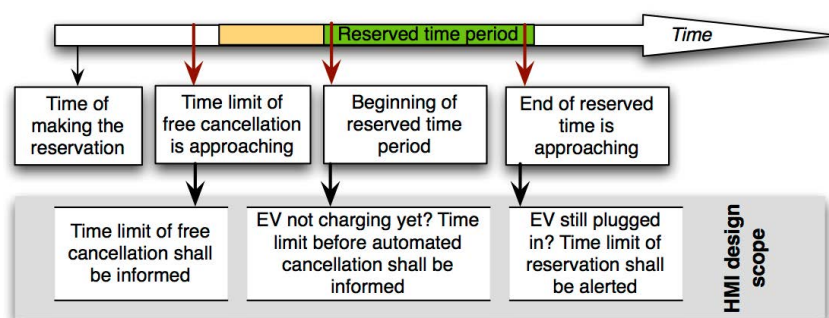 Reserved time period
Time
Time of
making the
reservation
Time limit of
free cancellation
is approaching
Beginning of
reserved time
period
End of reserved
time is
approaching
Time limit of free
cancellation shall
be informed
EV not charging yet? Time
limit before automated
cancellation shall be
informed
EV still plugged
in? Time limit of
reservation shall
be alerted
HMI design
scope